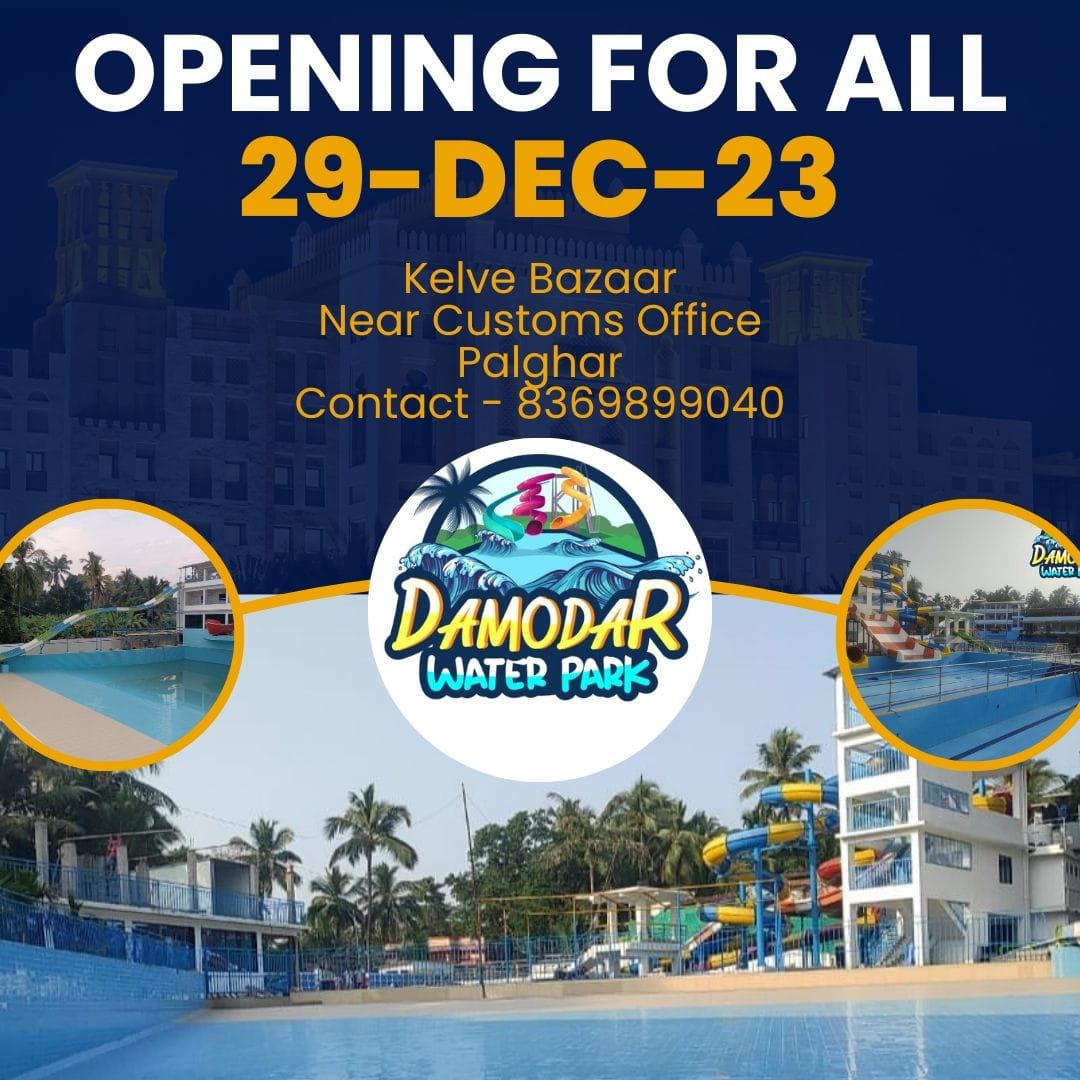 OPENING FOR ALL
29-DEC-23
Kelve Bazaar
Near Customs Office
Palghar
Contact - 8369899040
DAMODAR
WATER PARK